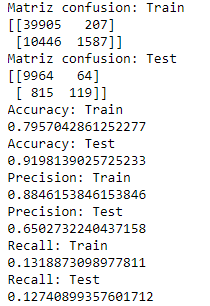 Matriz confusion: Train
[[39905   207]
 [10446  1587]]
Matriz confusion: Test
[[9964   64]
 [ 815  119]]
Accuracy: Train
0.7957042861252277
Accuracy: Test
0.9198139025725233
Precision: Train
0.8846153846153846
Precision: Test
0.6502732240437158
Recall: Train
0.1318873098977811
Recall: Test
0.12740899357601712